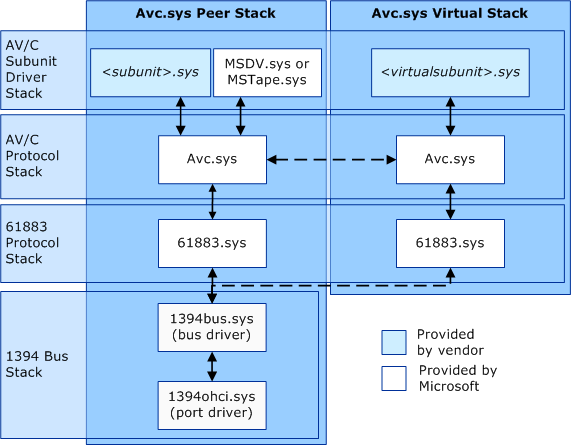 Avc.sys Peer Stack
Avc.sys Virtual Stack
AV/C
Subunit
Driver
Stack
<subunit>.sys
MSDV.sys or
MSTape.sys
<virtualsubunit>.sys
AV/C
Protocol
Stack
Avc.sys
Avc.sys
61883
Protocol
Stack
61883.sys
61883.sys
1394 Bus
Stack
1394bus.sys
(bus driver)
1394ohci.sys
(port driver)
Provided
by vendor
Provided by
Microsoft